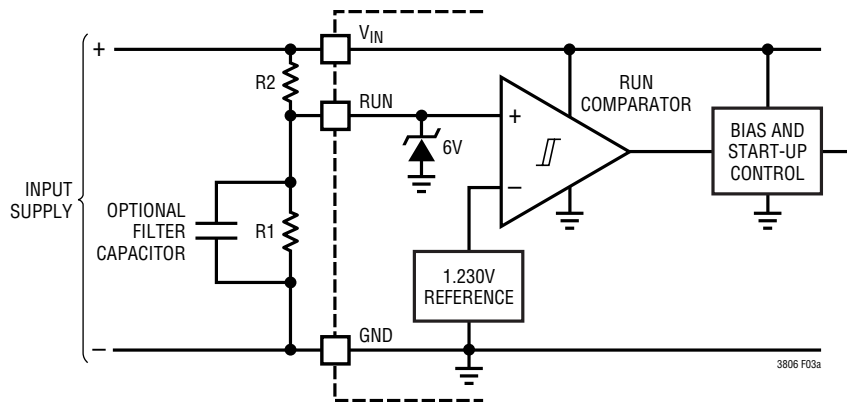 +
VIN
R2
RUN
RUN
COMPARATOR
+
6V
BIAS AND
START-UP
CONTROL
INPUT
SUPPLY
OPTIONAL
FILTER
CAPACITOR
R1
−
1.230V
REFERENCE
GND
−
3806 F03a